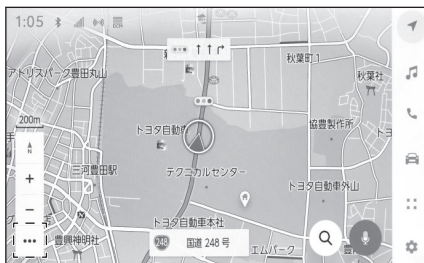 1:05
DCM
秋葉町1
アトリスパーク豊田丸山
秋葉社
200m
トヨタ自動
協豊製作所
N
三河豊田駅
テクニカルセンター
トヨタ自動車外山
トヨタ自動車本社
豊興神明社
248
国道 248 号
エムパーク